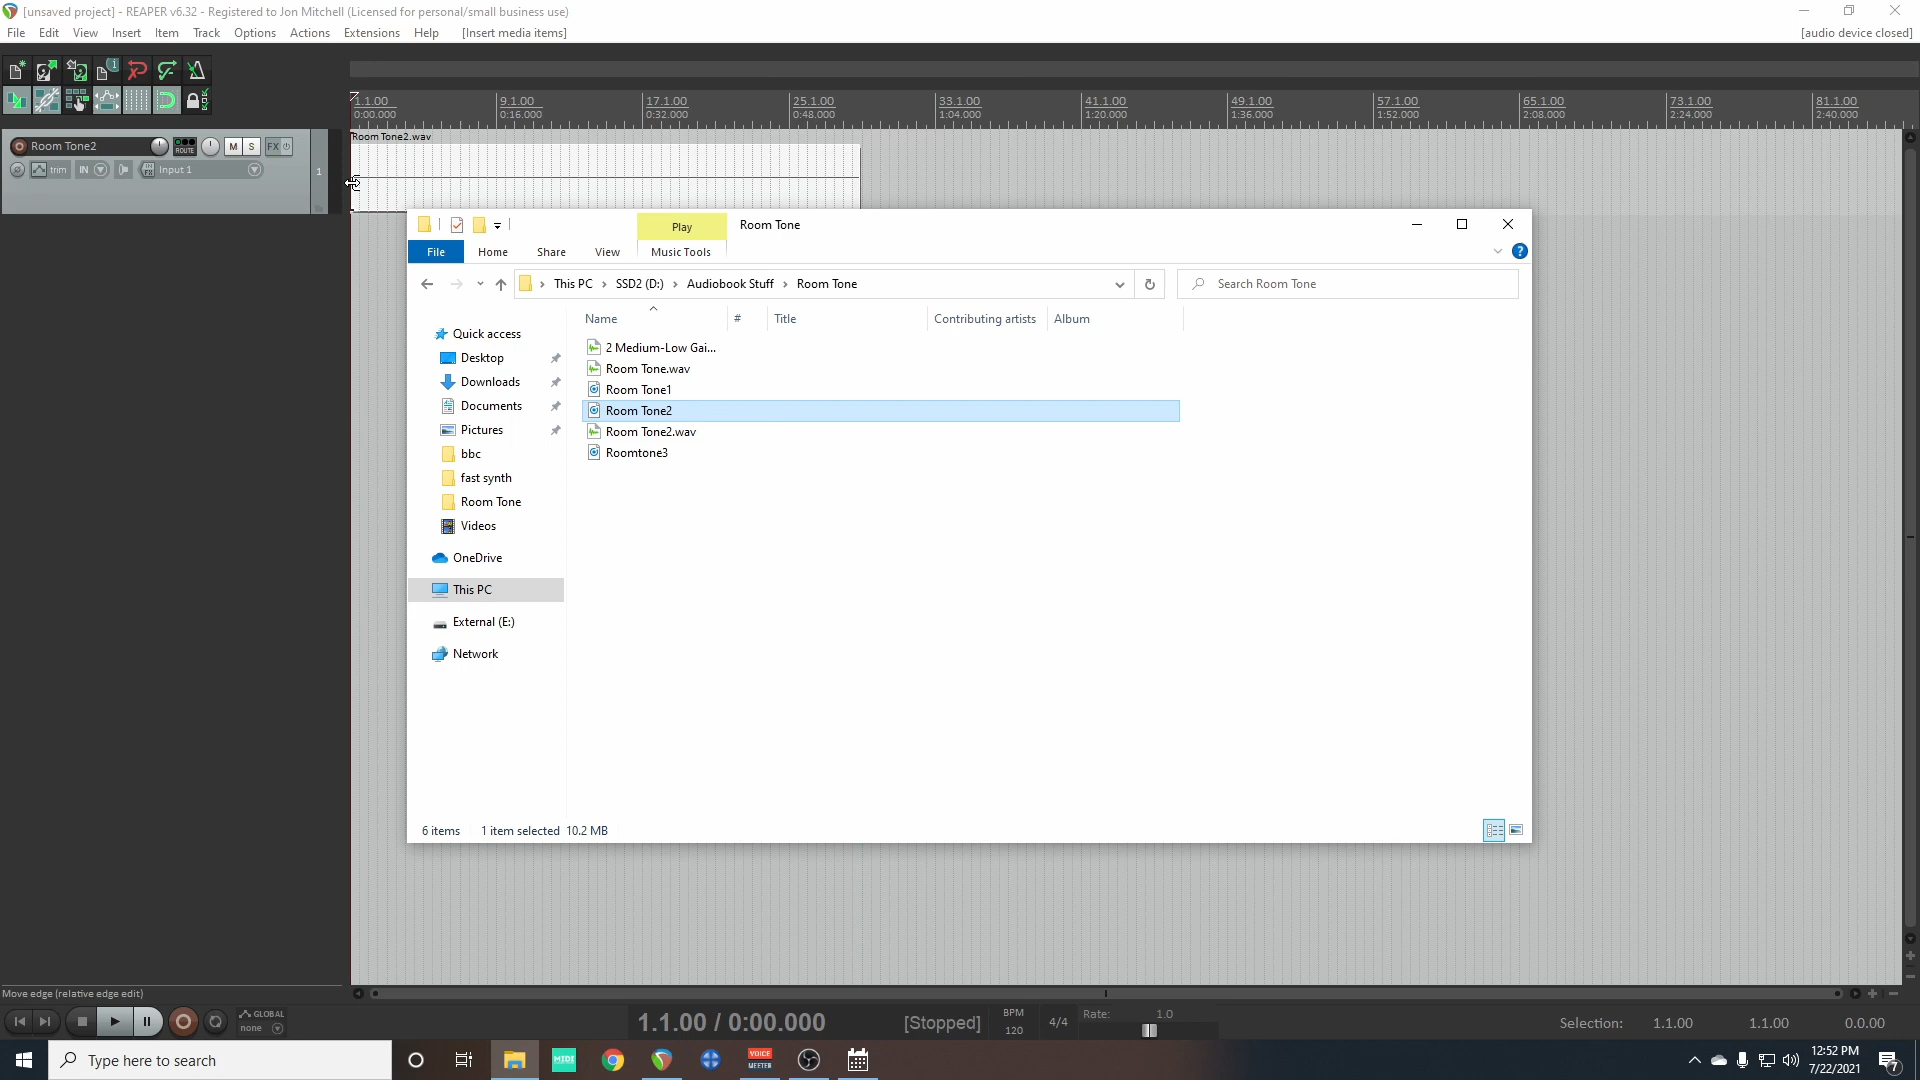 [unsaved project] - REAPER v6.32 - Registered to Jon Mitchell (Licensed for personal/small business use)
File Edit View Insert Item Track Options Actions Extensions Help [Insert media items] [audio device closed]
1.1.00 9.1.00 17.1.00 25.1.00 33.1.00 41.1.00 49.1.00 57.1.00 65.1.00 73.1.00 81.1.00
0:00.000 0:16.000 0:32.000 0:48.000 1:04.000 1:20.000 1:36.000 1:52.000 2:08.000 2:24.000 2:40.000
Room Tone2.wav
Room Tone2 ROUTE M S FX
trim IN FX Input 1 1
Play Room Tone
File Home Share View Music Tools
This PC SSD2 (D:) Audiobook Stuff Room Tone Search Room Tone
Name # Title Contributing artists Album
Quick access
Desktop
Downloads
Documents
Pictures
bbc
fast synth
Room Tone
Videos
OneDrive
This PC
External (E:)
Network
2 Medium-Low Gai...
Room Tone.wav
Room Tone1
Room Tone2
Room Tone2.wav
Roomtone3
6 items 1 item selected 10.2 MB
Move edge (relative edge edit)
GLOBAL
none
1.1.00 / 0:00.000 [Stopped]
BPM
120
4/4
Rate: 1.0
Selection: 1.1.00 1.1.00 0.0.00
Type here to search
MIDI
VOICE
MEETER
12:52 PM
7/22/2021
7